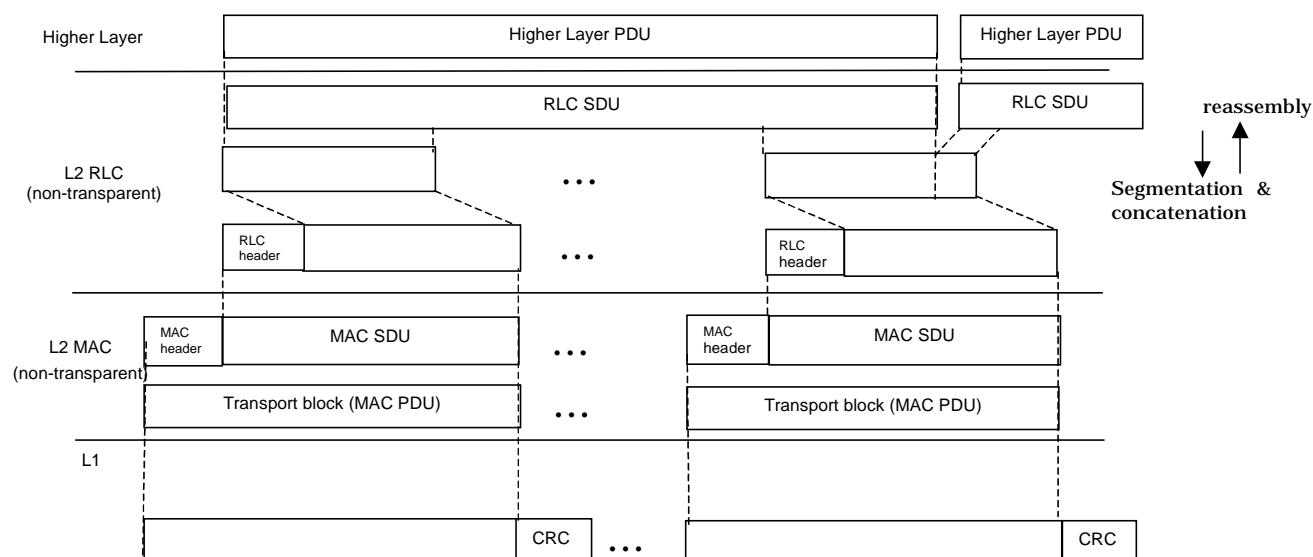 Higher Layer
Higher Layer PDU
Higher Layer PDU
RLC SDU
RLC SDU
reassembly
L2 RLC
(non-transparent)
...
Segmentation &
concatenation
RLC
header
...
RLC
header
L2 MAC
(non-transparent)
MAC
header
MAC SDU
...
MAC
header
MAC SDU
Transport block (MAC PDU)
...
Transport block (MAC PDU)
L1
CRC
...
CRC